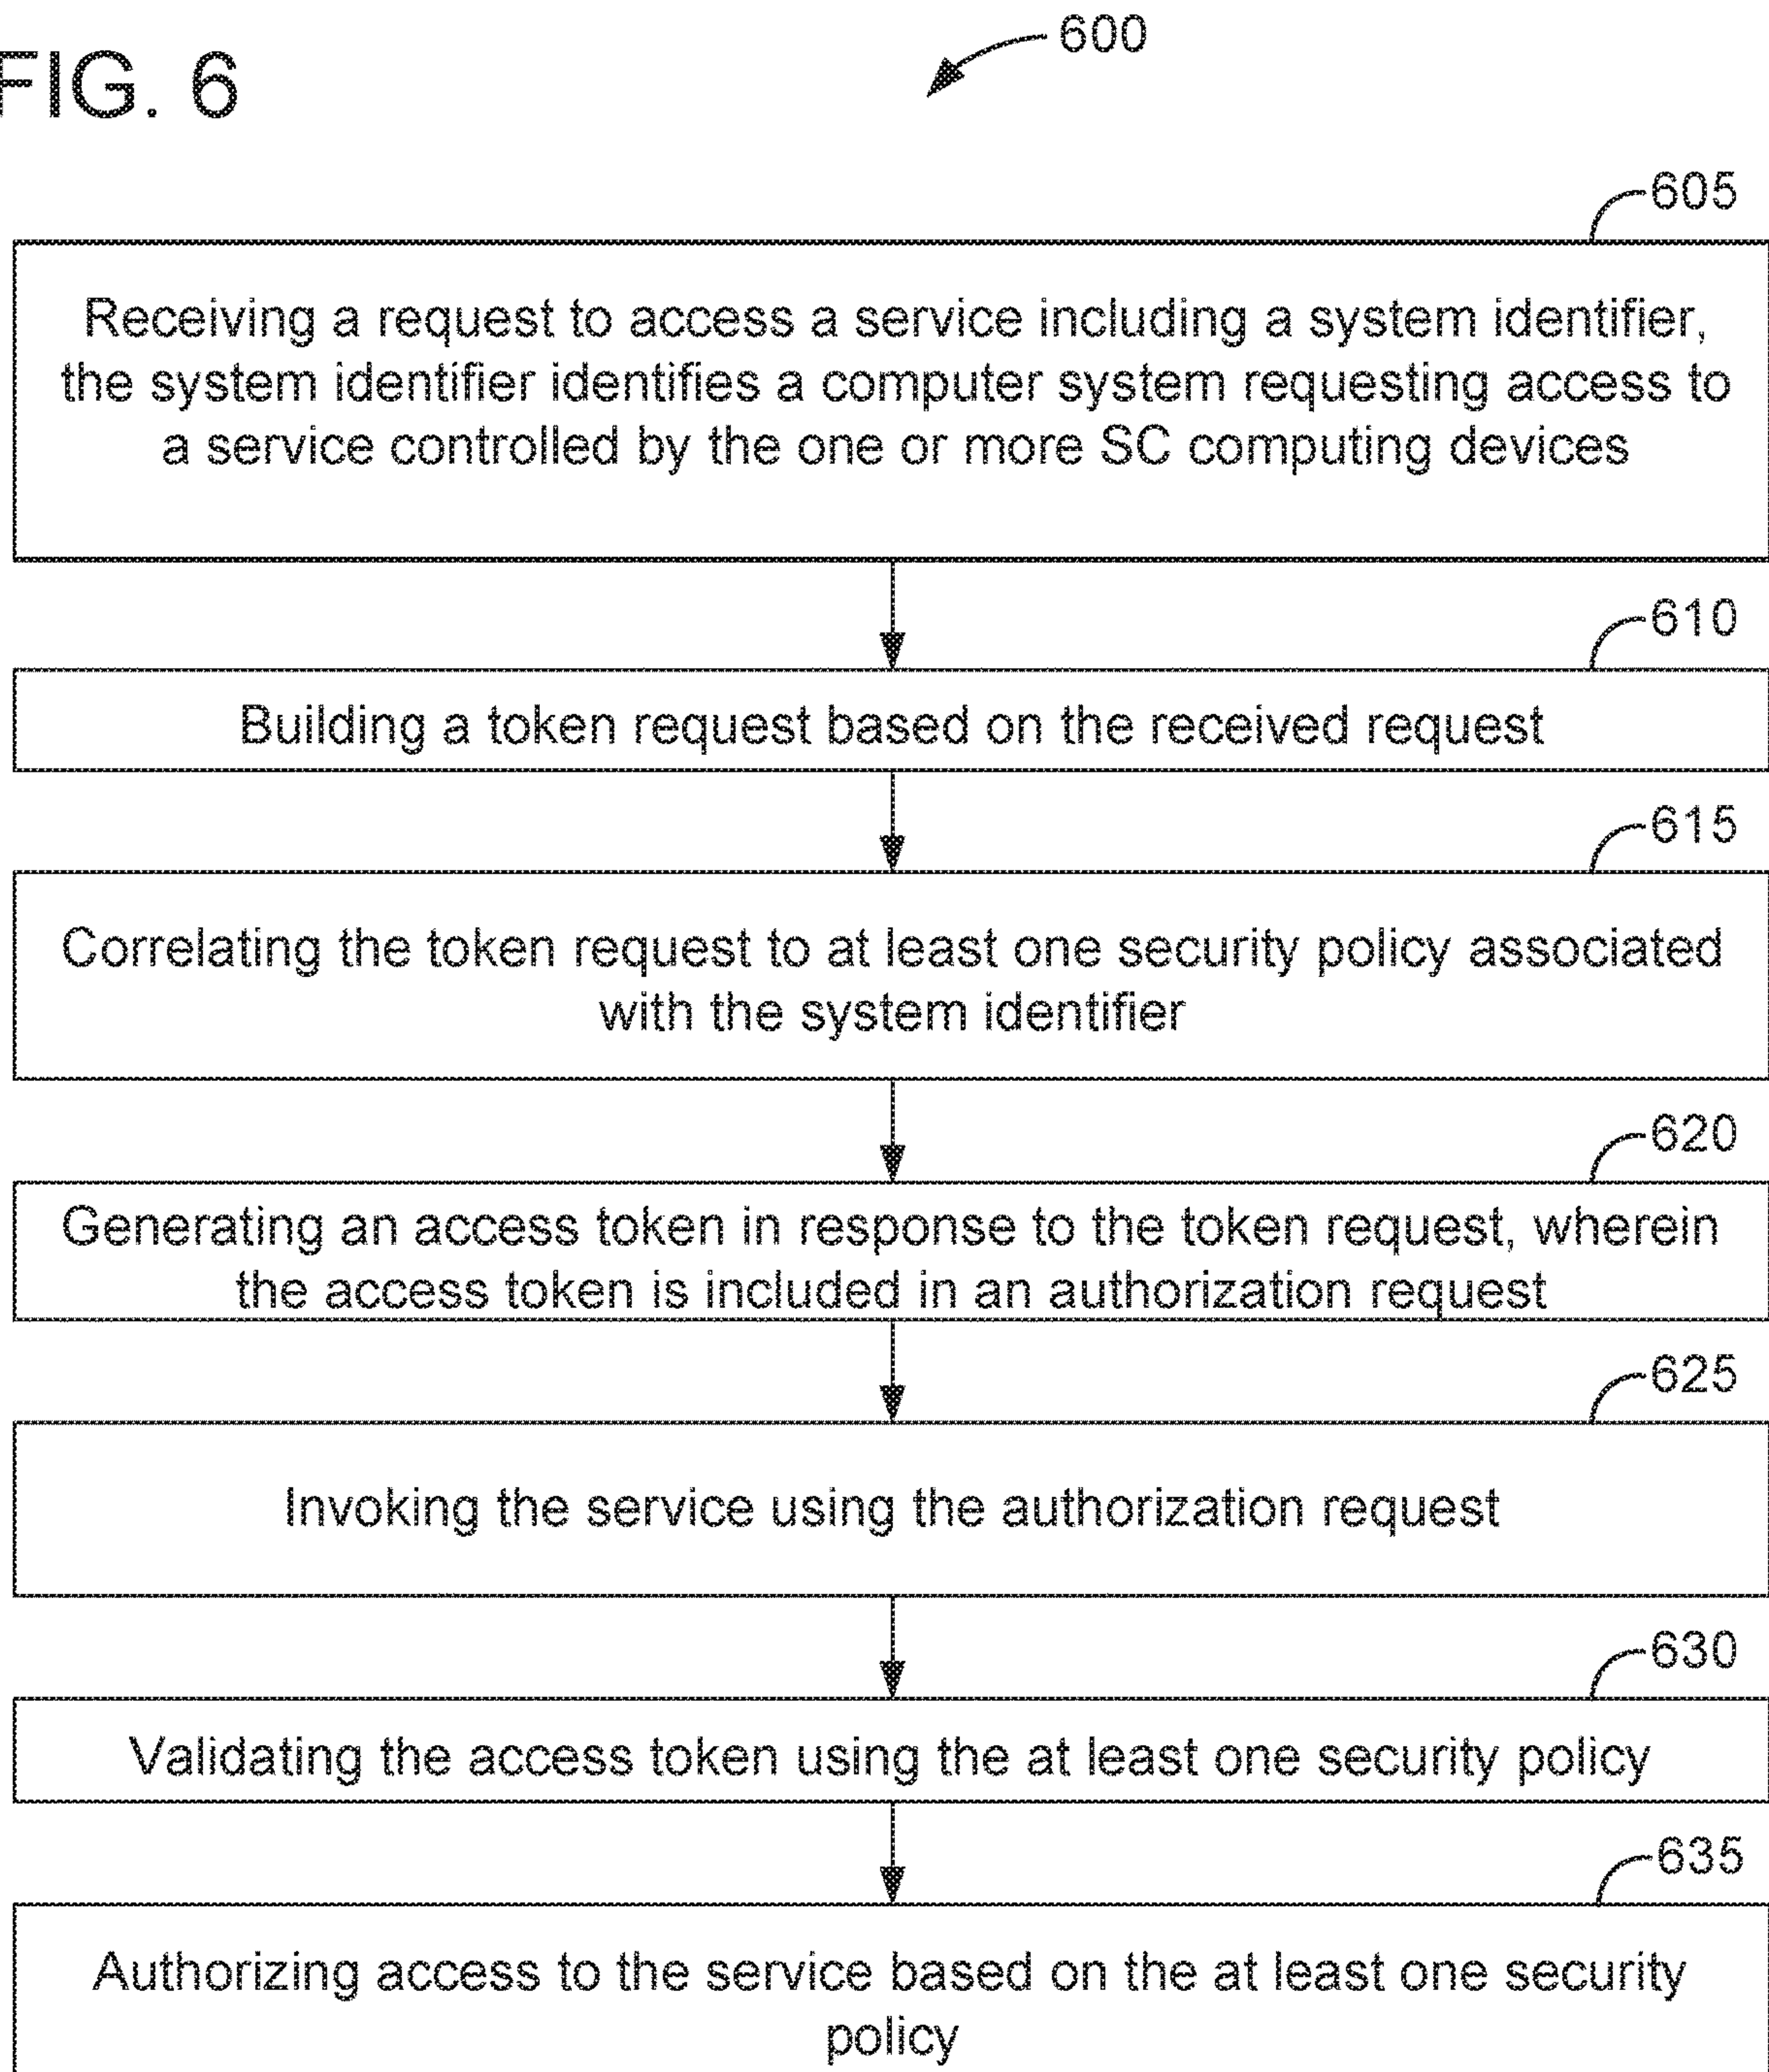 FIG. 6
600
605
Receiving a request to access a service including a system identifier,
the system identifier identifies a computer system requesting access to
a service controlled by the one or more SC computing devices
610
Building a token request based on the received request
615
Correlating the token request to at least one security policy associated
with the system identifier
620
Generating an access token in response to the token request, wherein
the access token is included in an authorization request
625
Invoking the service using the authorization request
630
Validating the access token using the at least one security policy
635
Authorizing access to the service based on the at least one security
policy